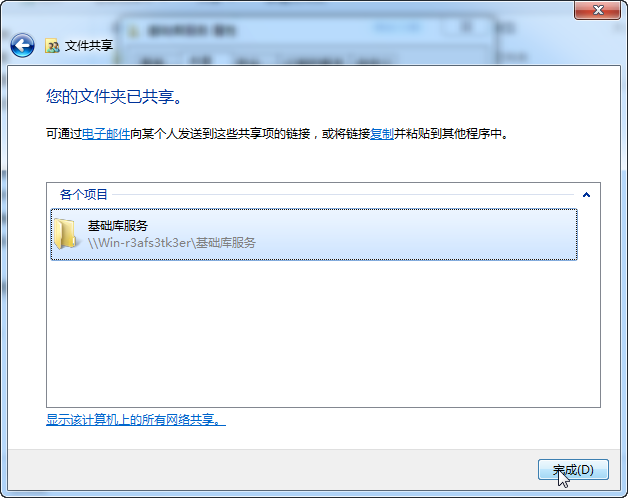 文件共享
您的文件夹已共享。
可通过电子邮件向某个人发送到这些共享项的链接，或将链接复制并粘贴到其他程序中。
各个项目
基础库服务
\\Win-r3afs3tk3er\基础库服务
显示该计算机上的所有网络共享。
完成(D)